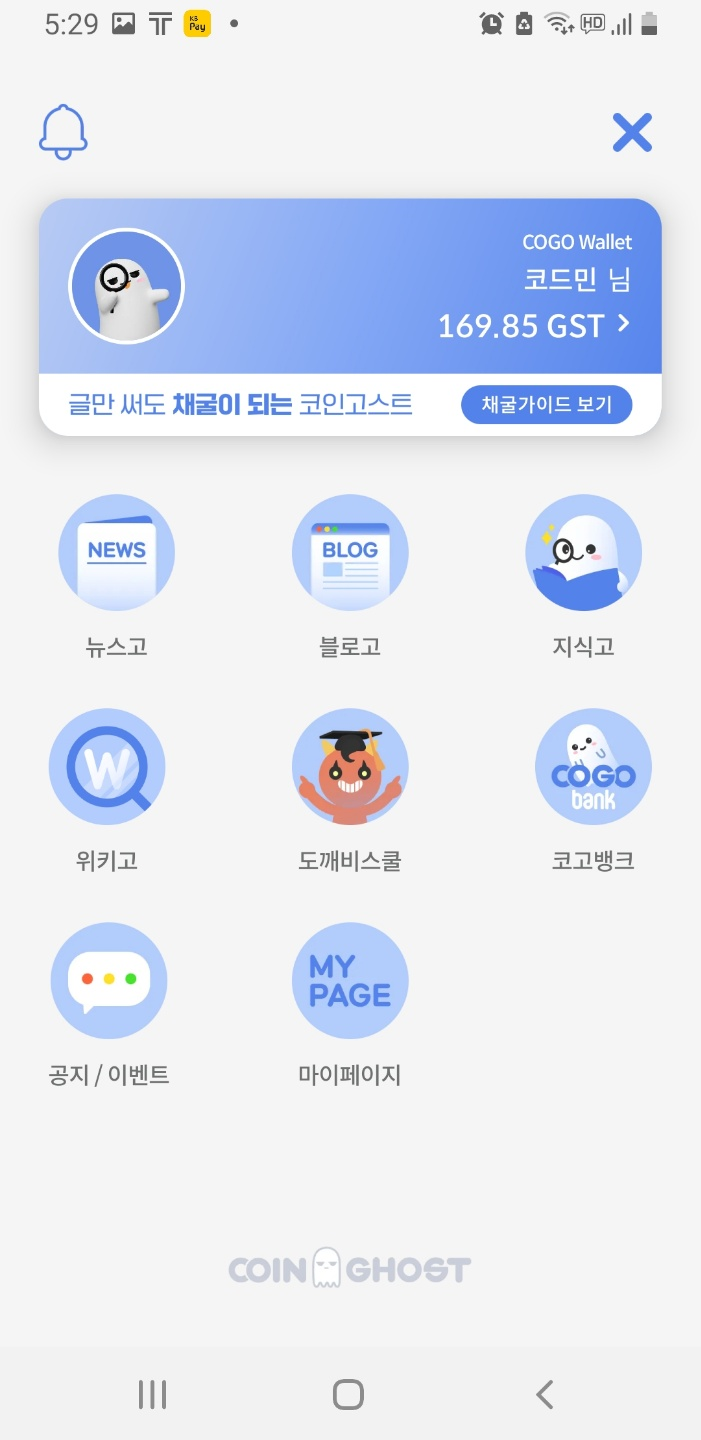 5:29
KB Pay
HD
COGO Wallet
코드민 님
169.85 GST
글만 써도 채굴이 되는 코인고스트
채굴가이드 보기
NEWS
BLOG
뉴스고
블로고
지식고
W
COGO
bank
위키고
도깨비스쿨
코고뱅크
MY
PAGE
공지 / 이벤트
마이페이지
COIN GHOST